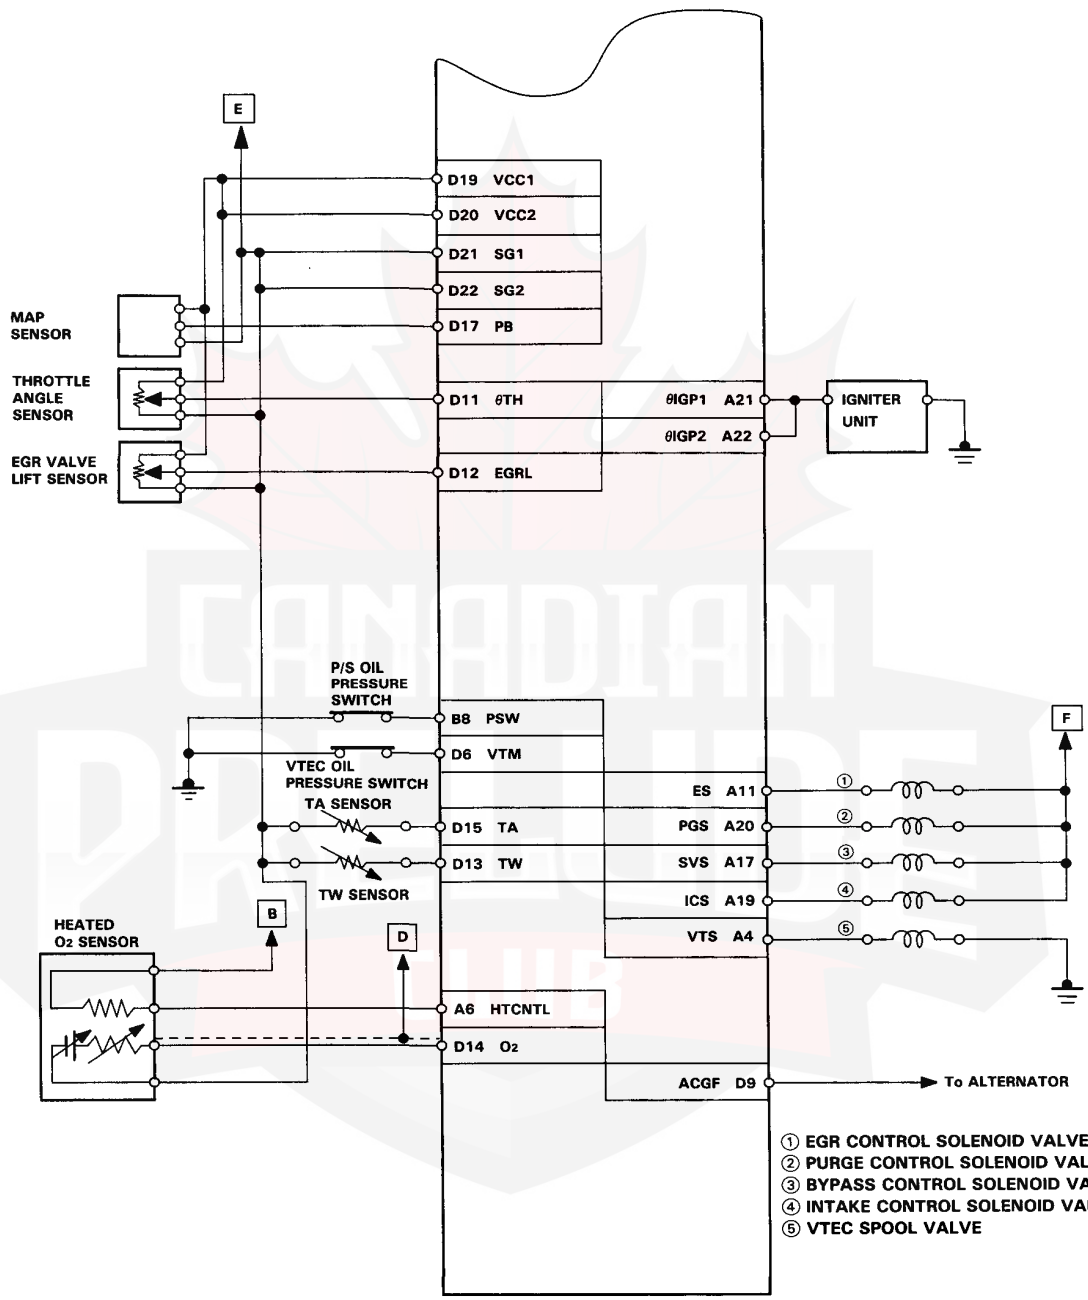 E
D19 VCC1
D20 VCC2
D21 SG1
D22 SG2
D17 PB
MAP
SENSOR
THROTTLE
ANGLE
SENSOR
D11 θTH
θIGP1 A21
θIGP2 A22
IGNITER
UNIT
EGR VALVE
LIFT SENSOR
D12 EGRL
CANADIAN
PRELUDE
CLUB
P/S OIL
PRESSURE
SWITCH
B8 PSW
D6 VTM
VTEC OIL
PRESSURE SWITCH
F
ES A11
①
TA SENSOR
D15 TA
PGS A20
②
D13 TW
SVS A17
③
TW SENSOR
ICS A19
④
B
HEATED
O2 SENSOR
D
VTS A4
⑤
A6 HTCNTL
D14 O2
ACGF D9
To ALTERNATOR
① EGR CONTROL SOLENOID VALVE
② PURGE CONTROL SOLENOID VAL
③ BYPASS CONTROL SOLENOID VA
④ INTAKE CONTROL SOLENOID VA
⑤ VTEC SPOOL VALVE